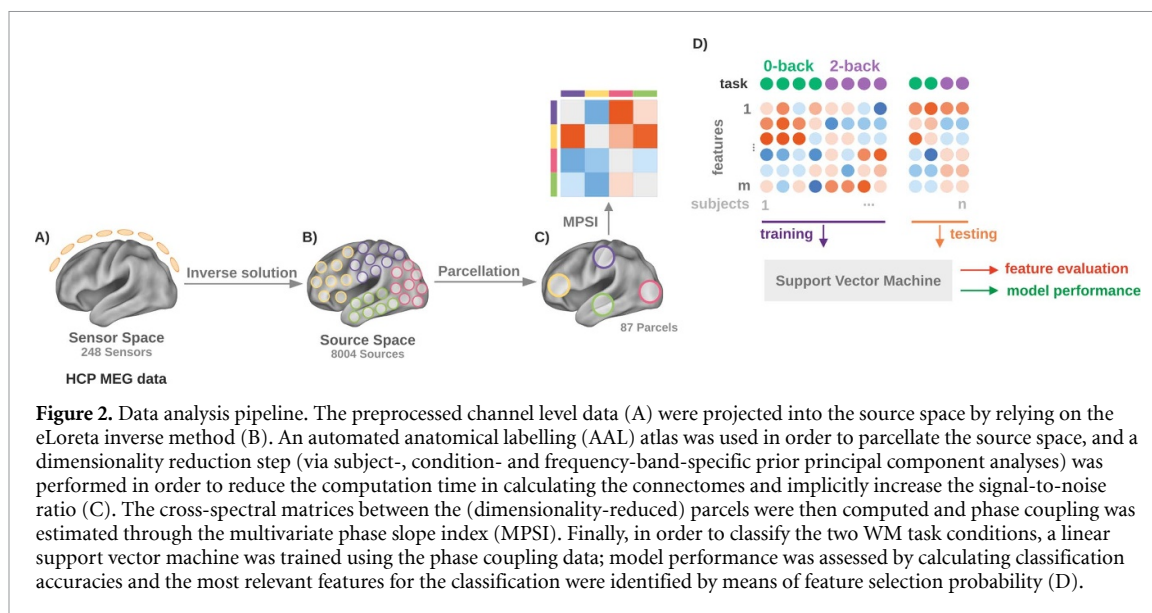 D)
0-back 2-back
task
1
features
...
m
subjects 1 ... n
training testing
Support Vector Machine
feature evaluation
model performance
MPSI
A)
B)
C)
Inverse solution
Parcellation
Sensor Space
248 Sensors
HCP MEG data
Source Space
8004 Sources
87 Parcels
Figure 2. Data analysis pipeline. The preprocessed channel level data (A) were projected into the source space by relying on the
eLoreta inverse method (B). An automated anatomical labelling (AAL) atlas was used in order to parcellate the source space, and a
dimensionality reduction step (via subject-, condition- and frequency-band-specific prior principal component analyses) was
performed in order to reduce the computation time in calculating the connectomes and implicitly increase the signal-to-noise
ratio (C). The cross-spectral matrices between the (dimensionality-reduced) parcels were then computed and phase coupling was
estimated through the multivariate phase slope index (MPSI). Finally, in order to classify the two WM task conditions, a linear
support vector machine was trained using the phase coupling data; model performance was assessed by calculating classification
accuracies and the most relevant features for the classification were identified by means of feature selection probability (D).